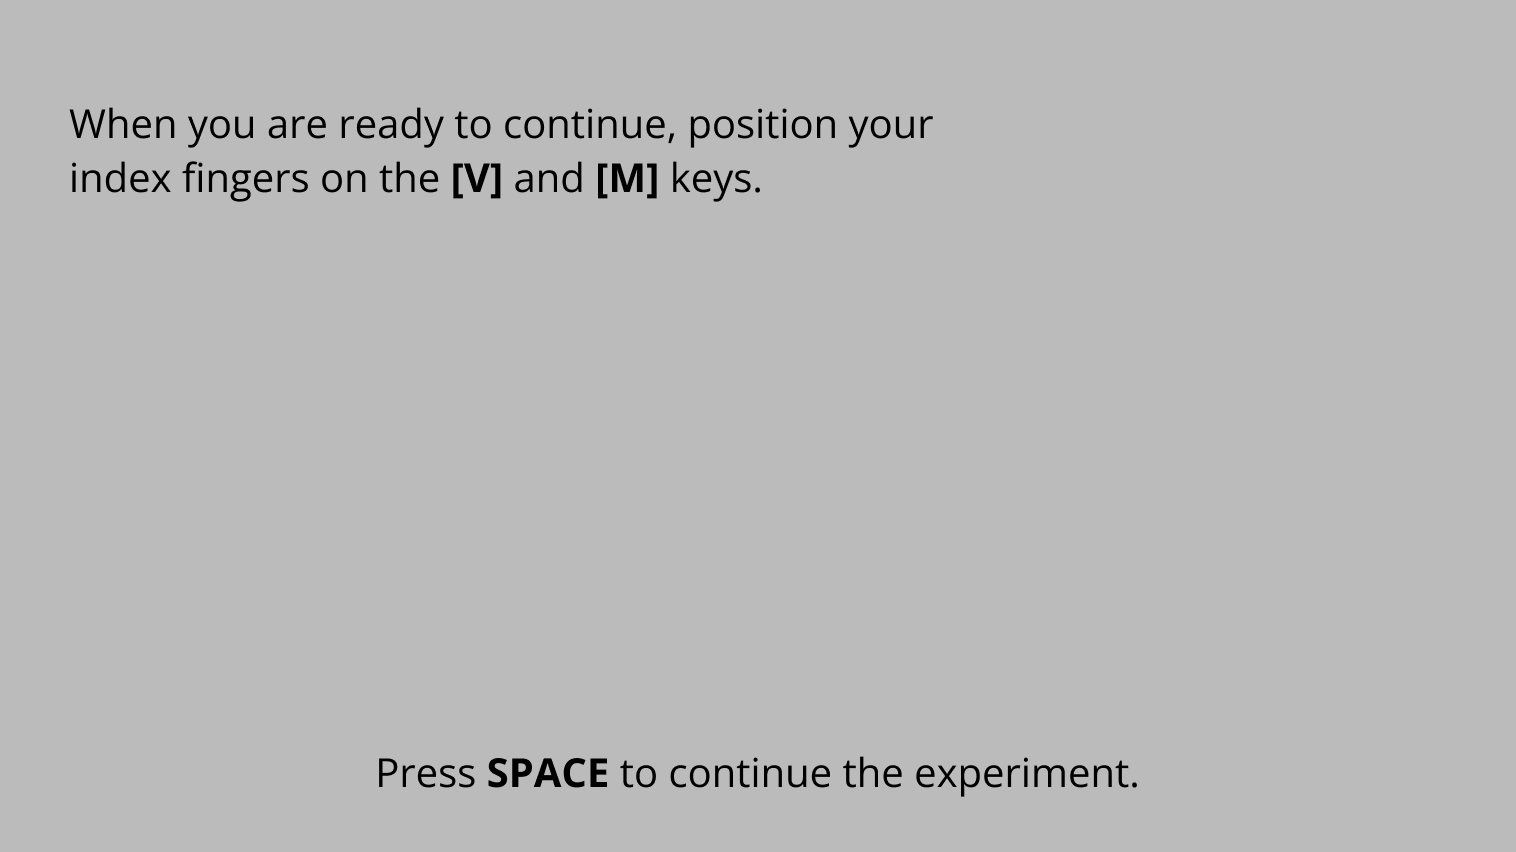 When you are ready to continue, position your
index fingers on the [V] and [M] keys.
Press SPACE to continue the experiment.